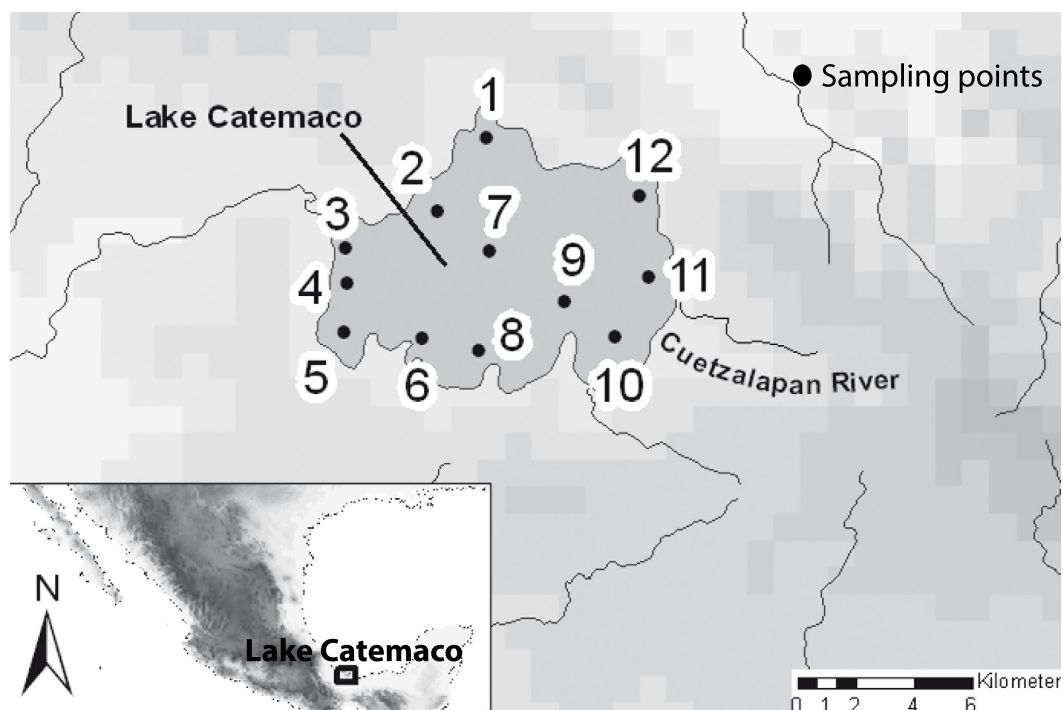 Sampling points
1
Lake Catemaco
2
12
3
7
9
11
4
8
Cuetzalapan River
5
6
10
N
Lake Catemaco
Kilometer
0 1 2 4 6